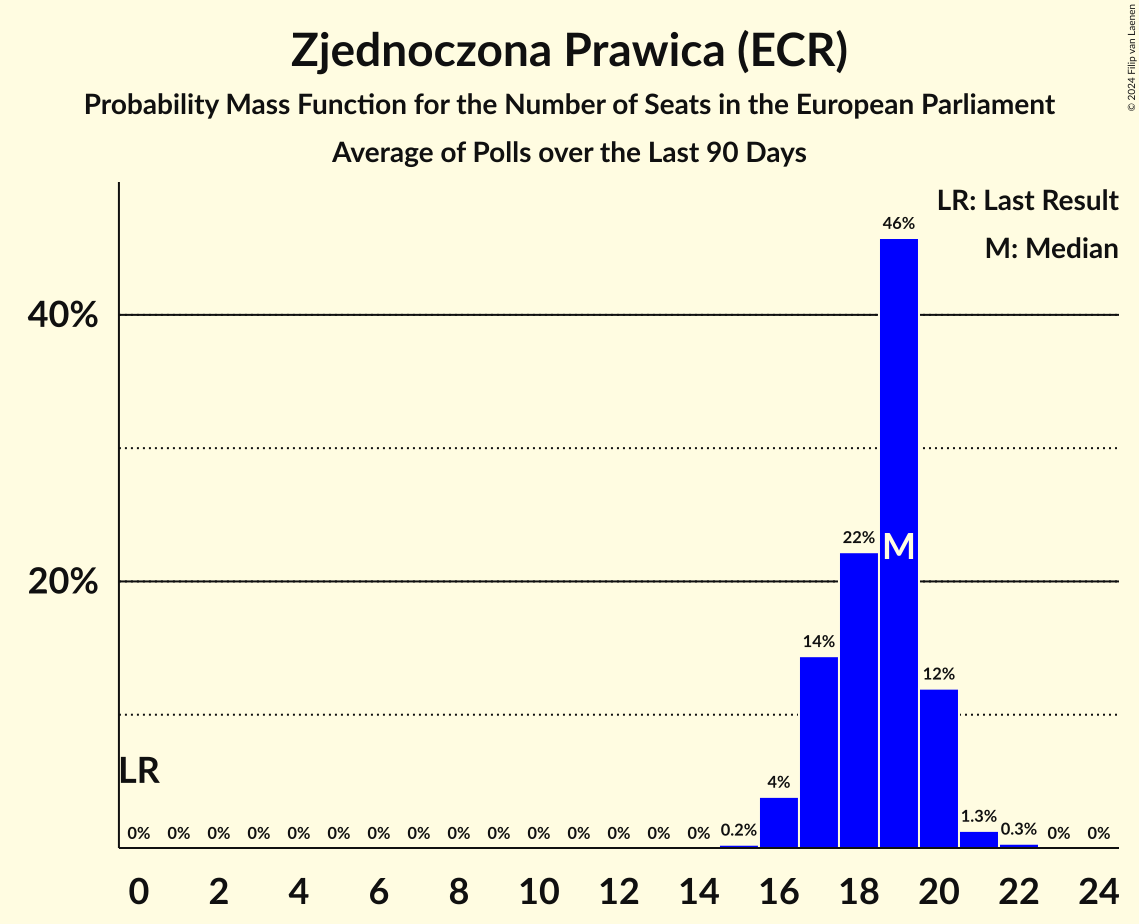 Zjednoczona Prawica (ECR)
Probability Mass Function for the Number of Seats in the European Parliament
Average of Polls over the Last 90 Days
© 2024 Filip van Laenen
LR: Last Result
M: Median
40%
20%
LR
0% 0% 0% 0% 0% 0% 0% 0% 0% 0% 0% 0% 0% 0% 0% 0.2% 4% 14% 22% 46% 12% 1.3% 0.3% 0% 0%
M
0 2 4 6 8 10 12 14 16 18 20 22 24